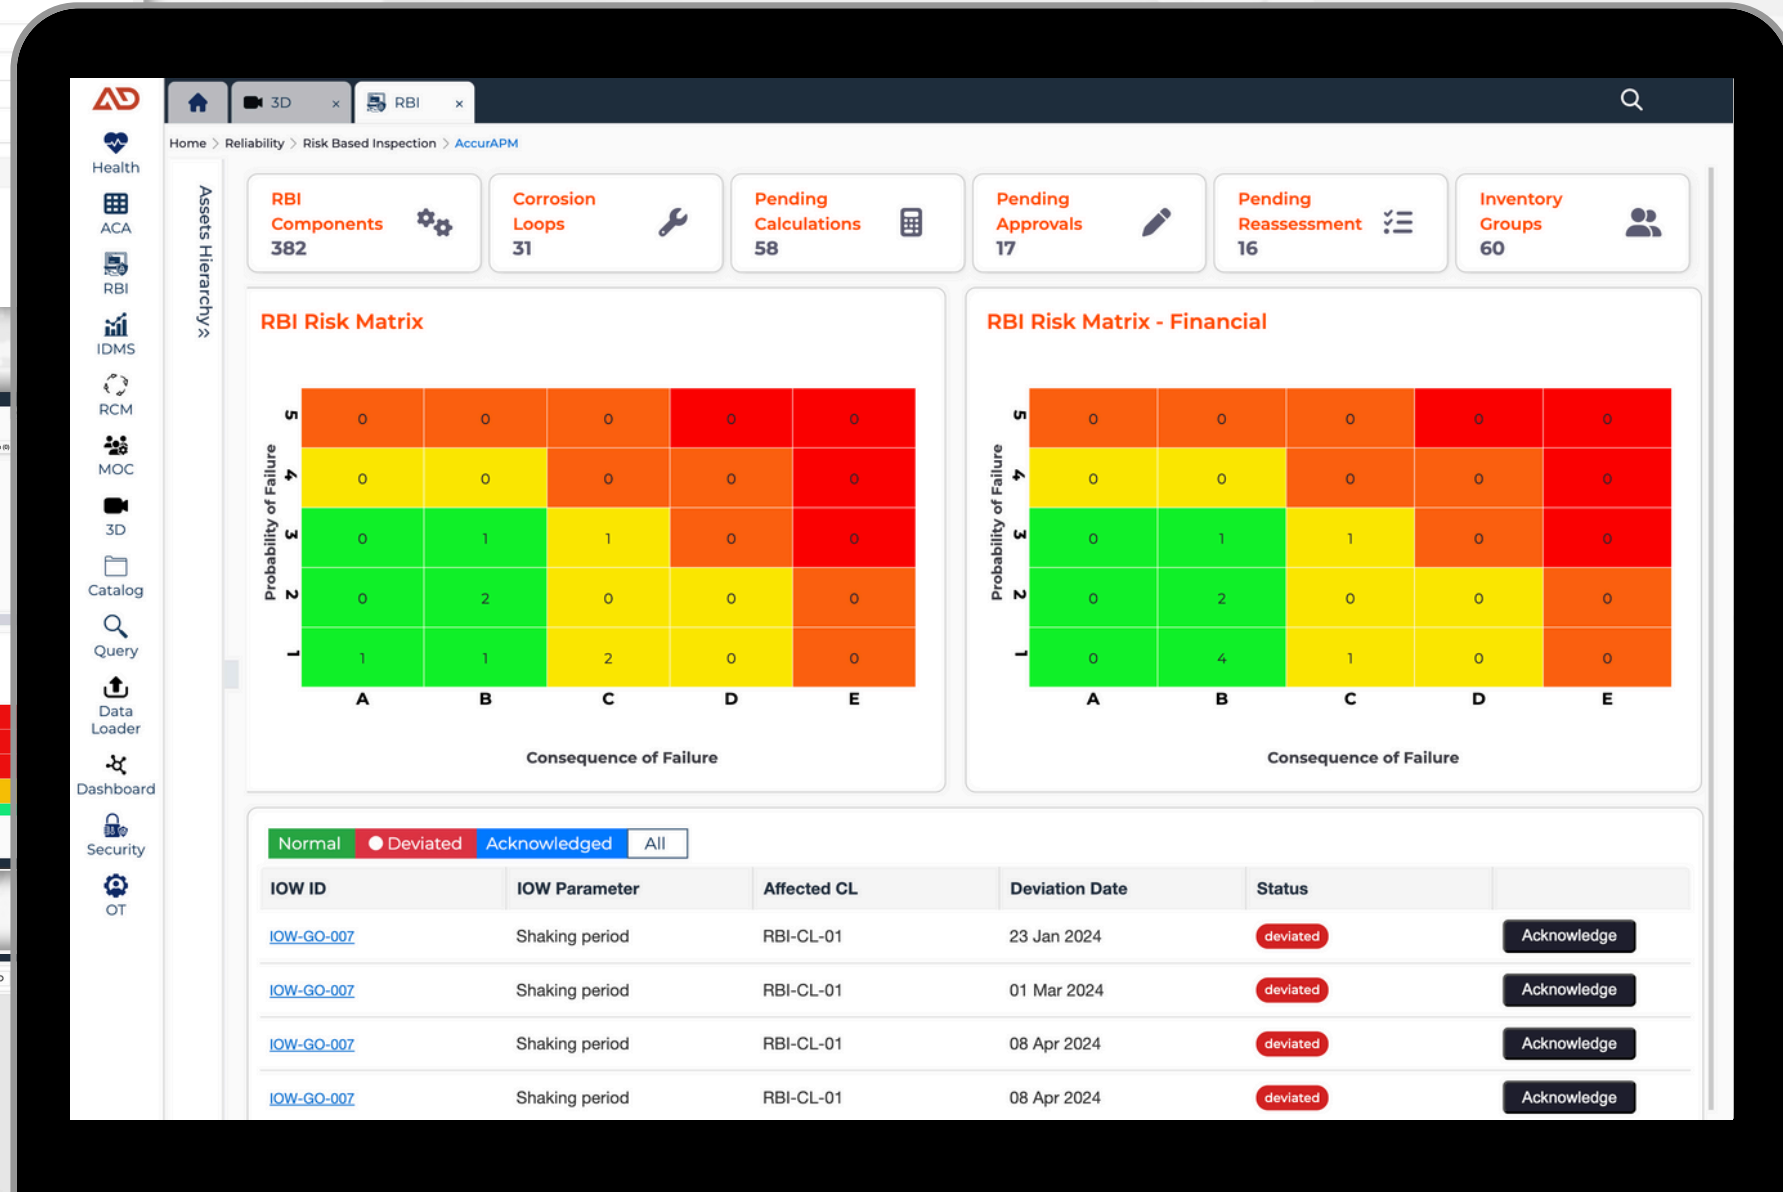 3D ×
RBI ×
Home > Reliability > Risk Based Inspection > AccurAPM
Health
ACA
RBI
IDMS
RCM
MOC
3D
Catalog
Query
Data
Loader
Dashboard
Security
OT
Assets Hierarchy
RBI
Components
382
Corrosion
Loops
31
Pending
Calculations
58
Pending
Approvals
17
Pending
Reassessment
16
Inventory
Groups
60
RBI Risk Matrix
Probability of Failure
5 0 0 0 0 0
4 0 0 0 0 0
3 0 1 1 0 0
2 0 2 0 0 0
1 1 1 2 0 0
A B C D E
Consequence of Failure
RBI Risk Matrix - Financial
Probability of Failure
5 0 0 0 0 0
4 0 0 0 0 0
3 0 1 1 0 0
2 0 2 0 0 0
1 0 4 1 0 0
A B C D E
Consequence of Failure
Normal Deviated Acknowledged All
IOW ID IOW Parameter Affected CL Deviation Date Status
IOW-GO-007 Shaking period RBI-CL-01 23 Jan 2024 deviated Acknowledge
IOW-GO-007 Shaking period RBI-CL-01 01 Mar 2024 deviated Acknowledge
IOW-GO-007 Shaking period RBI-CL-01 08 Apr 2024 deviated Acknowledge
IOW-GO-007 Shaking period RBI-CL-01 08 Apr 2024 deviated Acknowledge